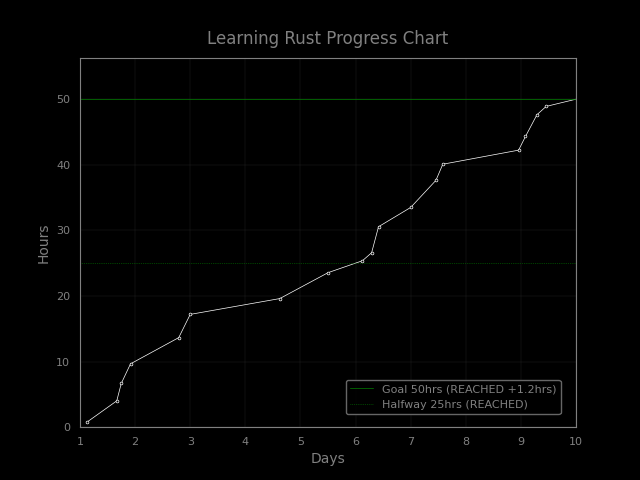 Learning Rust Progress Chart
50
40
30
20
10
0
Hours
Goal 50hrs (REACHED +1.2hrs)
Halfway 25hrs (REACHED)
1 2 3 4 5 6 7 8 9 10
Days